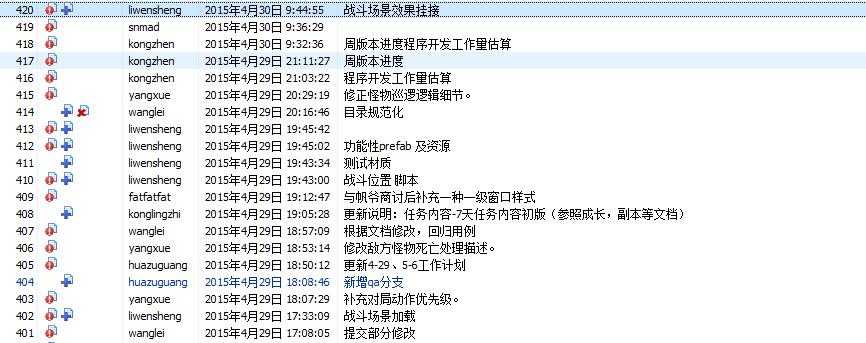 420 liwensheng 2015年4月30日 9:44:55 战斗场景效果挂接
419 snmad 2015年4月30日 9:36:29
418 kongzhen 2015年4月30日 9:32:36 周版本进度程序开发工作量估算
417 kongzhen 2015年4月29日 21:11:27 周版本进度
416 kongzhen 2015年4月29日 21:03:22 程序开发工作量估算
415 yangxue 2015年4月29日 20:29:19 修正怪物巡逻逻辑细节。
414 wanglei 2015年4月29日 20:16:46 目录规范化
413 liwensheng 2015年4月29日 19:45:42
412 liwensheng 2015年4月29日 19:45:02 功能性prefab 及资源
411 liwensheng 2015年4月29日 19:43:34 测试材质
410 liwensheng 2015年4月29日 19:43:00 战斗位置 脚本
409 fatfatfat 2015年4月29日 19:12:47 与帆爷商讨后补充一种一级窗口样式
408 konglingzhi 2015年4月29日 19:05:28 更新说明：任务内容-7天任务内容初版（参照成长，副本等文档）
407 wanglei 2015年4月29日 18:57:09 根据文档修改，回归用例
406 yangxue 2015年4月29日 18:53:14 修改敌方怪物死亡处理描述。
405 huazuguang 2015年4月29日 18:50:12 更新4-29、5-6工作计划
404 huazuguang 2015年4月29日 18:08:46 新增qa分支
403 yangxue 2015年4月29日 18:07:29 补充对局动作优先级。
402 liwensheng 2015年4月29日 17:33:09 战斗场景加载
401 wanglei 2015年4月29日 17:08:05 提交部分修改